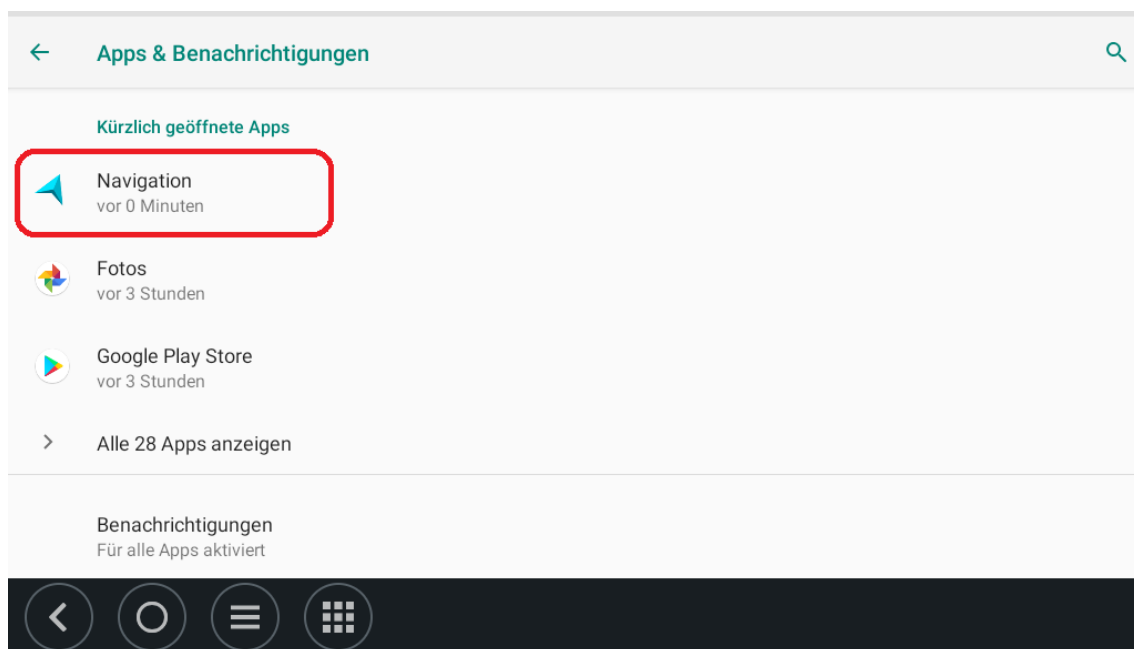 Apps & Benachrichtigungen
Kürzlich geöffnete Apps
Navigation
vor 0 Minuten
Fotos
vor 3 Stunden
Google Play Store
vor 3 Stunden
Alle 28 Apps anzeigen
Benachrichtigungen
Für alle Apps aktiviert